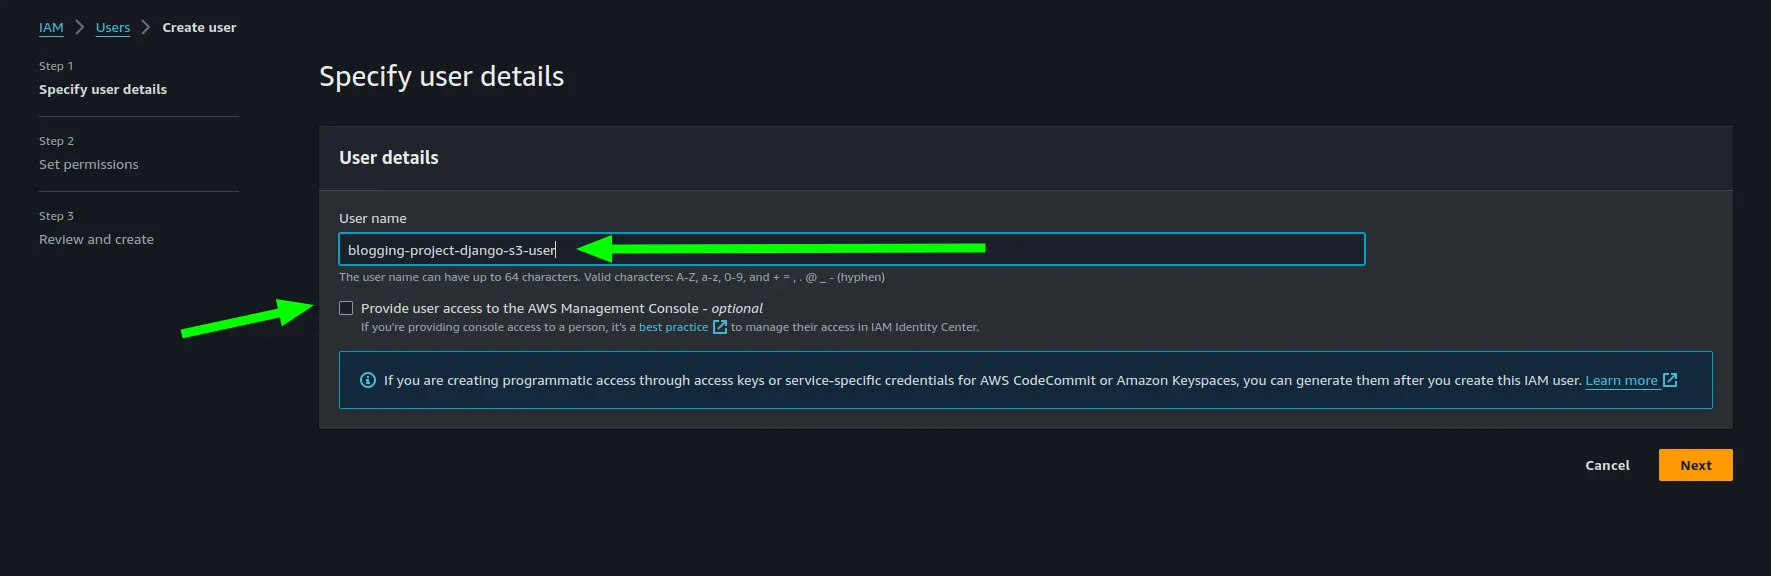 IAM > Users > Create user
Step 1
Specify user details
Step 2
Set permissions
Step 3
Review and create
Specify user details
User details
User name
blogging-project-django-s3-user
The user name can have up to 64 characters. Valid characters: A-Z, a-z, 0-9, and + = , . @ _ - (hyphen)
Provide user access to the AWS Management Console - optional
If you're providing console access to a person, it's a best practice to manage their access in IAM Identity Center.
If you are creating programmatic access through access keys or service-specific credentials for AWS CodeCommit or Amazon Keyspaces, you can generate them after you create this IAM user. Learn more
Cancel Next